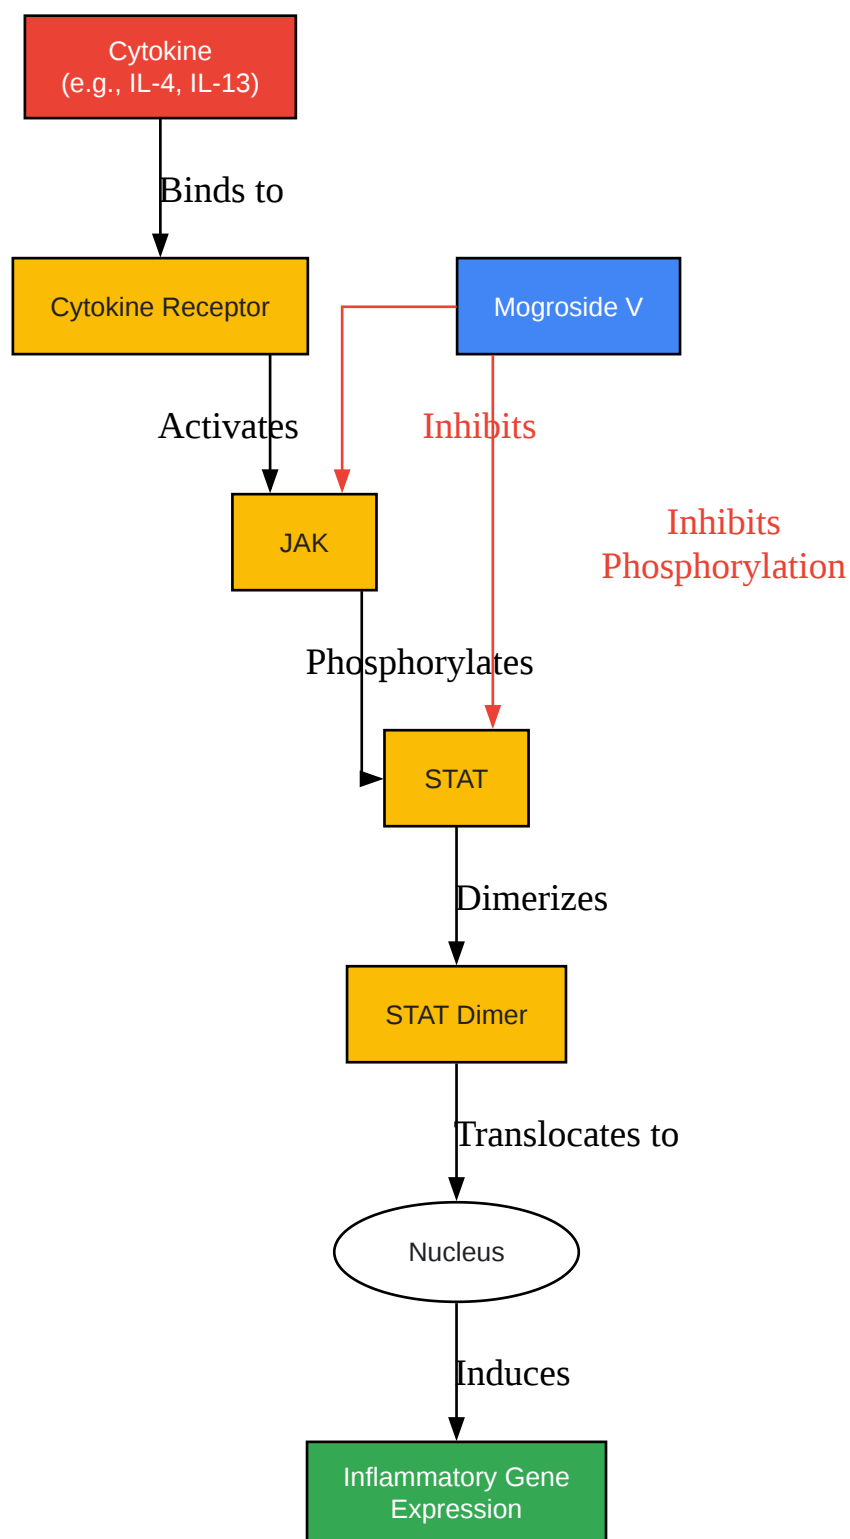 Cytokine
(e.g., IL-4, IL-13)
Binds to
Cytokine Receptor
Mogroside V
Activates
Inhibits
Inhibits
Phosphorylation
JAK
Phosphorylates
STAT
Dimerizes
STAT Dimer
Translocates to
Nucleus
Induces
Inflammatory Gene
Expression